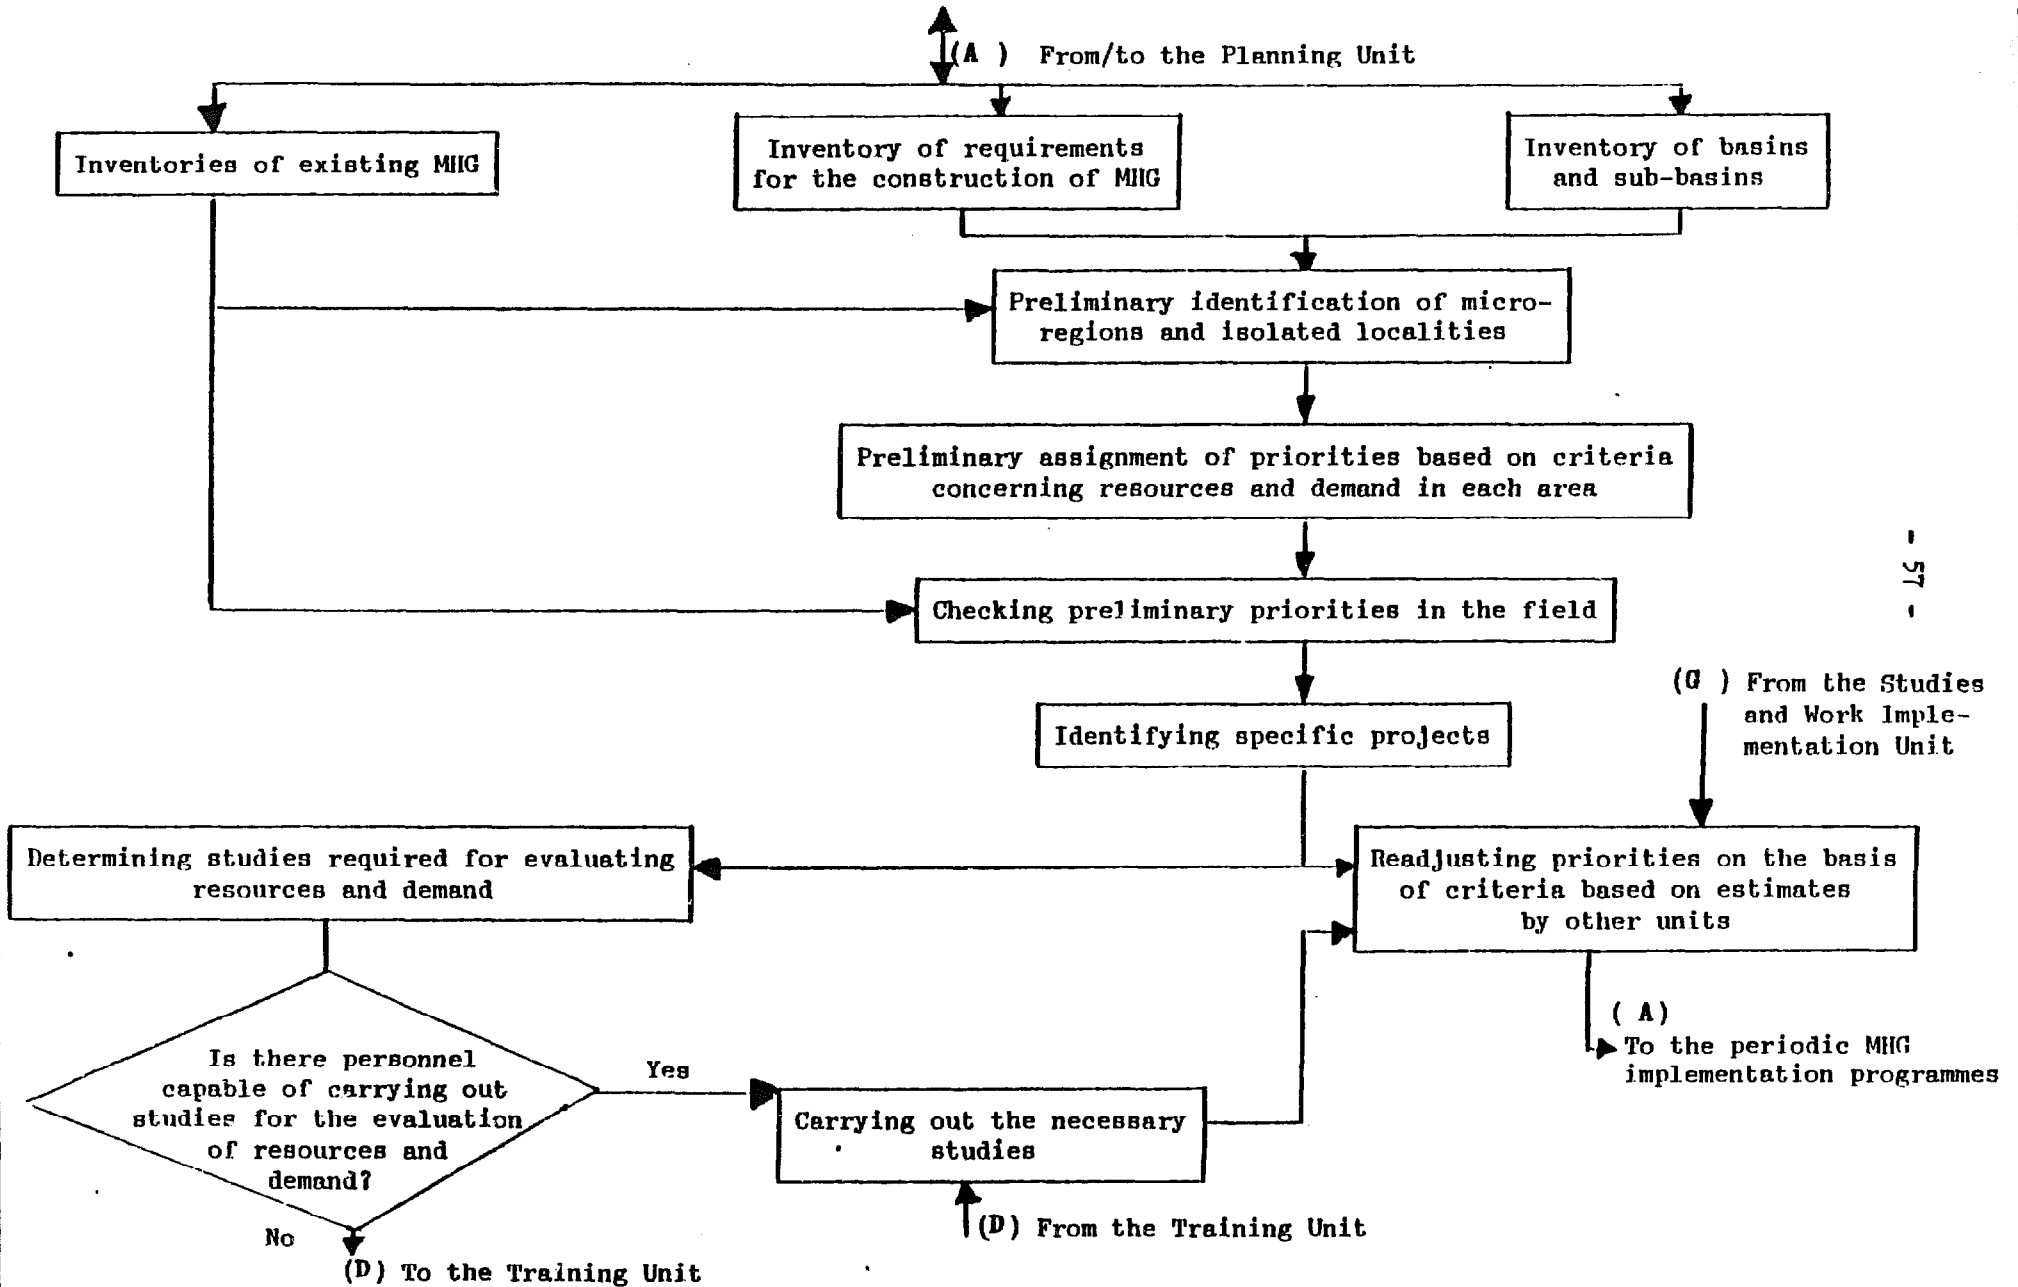 (A ) From/to the Planning Unit
Inventories of existing MHG
Inventory of requirements
for the construction of MHG
Inventory of basins
and sub-basins
Preliminary identification of micro-
regions and isolated localities
Preliminary assignment of priorities based on criteria
concerning resources and demand in each area
Checking preliminary priorities in the field
- 57 -
Identifying specific projects
(G ) From the Studies
and Work Imple-
mentation Unit
Determining studies required for evaluating
resources and demand
Readjusting priorities on the basis
of criteria based on estimates
by other units
Is there personnel
capable of carrying out
studies for the evaluation
of resources and
demand?
Yes
Carrying out the necessary
studies
( A)
To the periodic MHG
implementation programmes
No
(D) To the Training Unit
(D) From the Training Unit